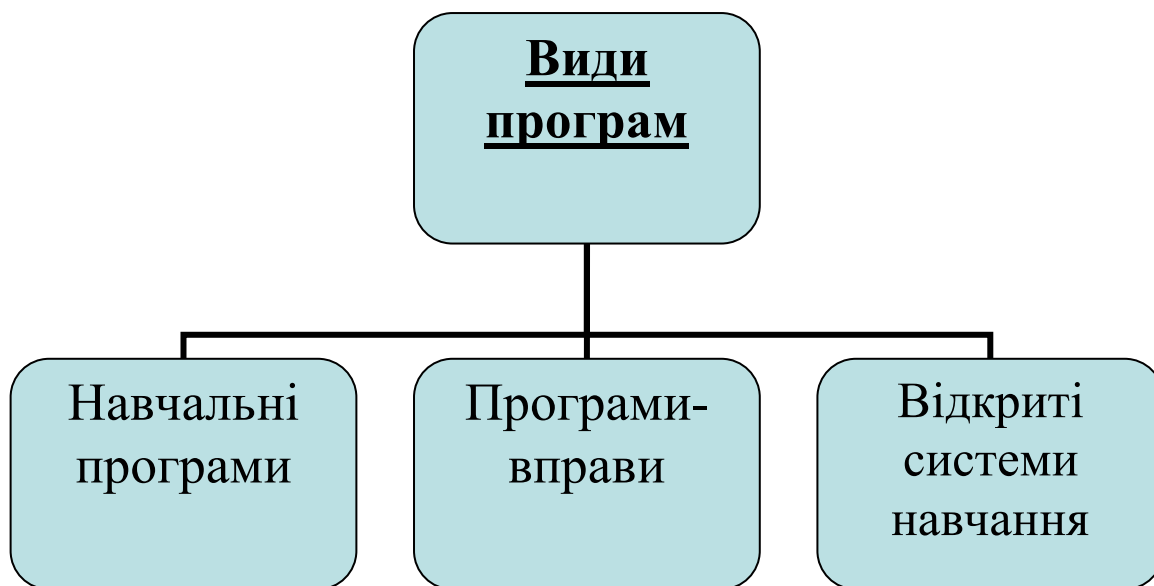 Види
програм
Навчальні
програми
Програми-
вправи
Відкриті
системи
навчання